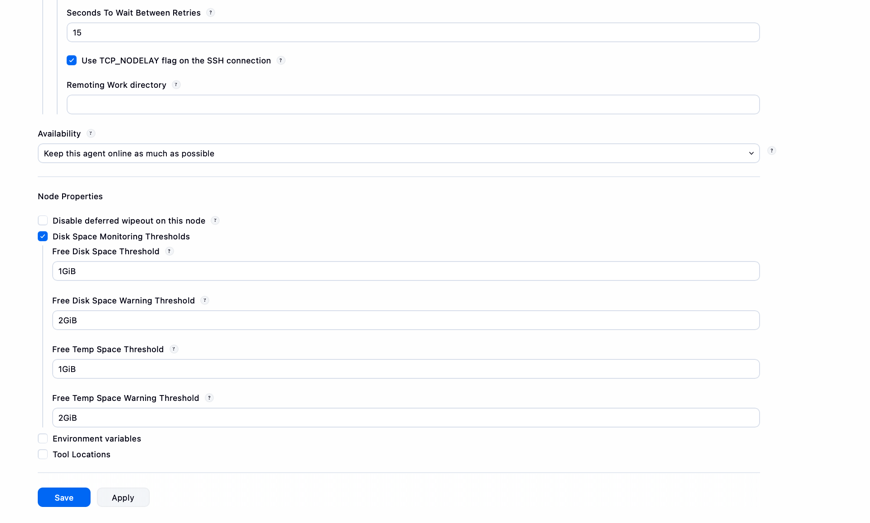 Seconds To Wait Between Retries ?
15
Use TCP_NODELAY flag on the SSH connection ?
Remoting Work directory ?
Availability ?
Keep this agent online as much as possible ?
Node Properties
Disable deferred wipeout on this node ?
Disk Space Monitoring Thresholds
Free Disk Space Threshold ?
1GiB
Free Disk Space Warning Threshold ?
2GiB
Free Temp Space Threshold ?
1GiB
Free Temp Space Warning Threshold ?
2GiB
Environment variables
Tool Locations
Save Apply